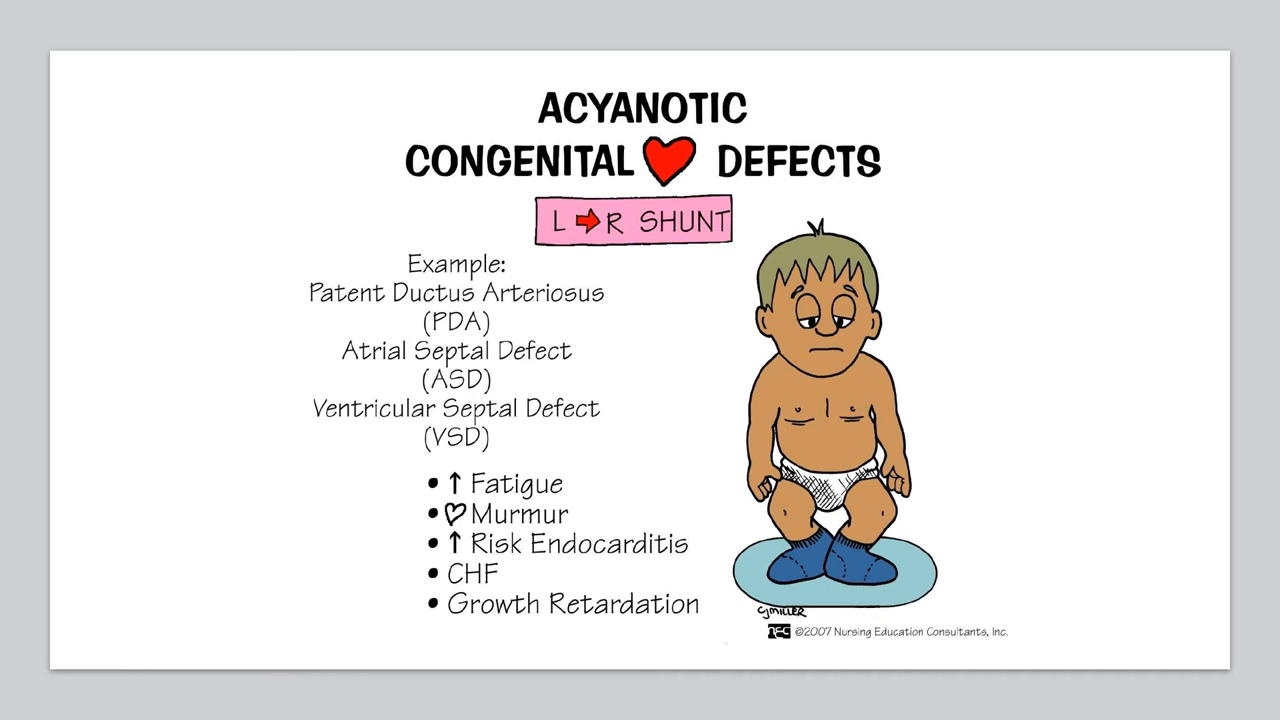 ACYANOTIC
CONGENITAL ❤ DEFECTS
L ➡ R SHUNT
Example:
Patent Ductus Arteriosus
(PDA)
Atrial Septal Defect
(ASD)
Ventricular Septal Defect
(VSD)
• ↑ Fatigue
• ♡ Murmur
• ↑ Risk Endocarditis
• CHF
• Growth Retardation
CJMILLER
nec ©2007 Nursing Education Consultants, Inc.